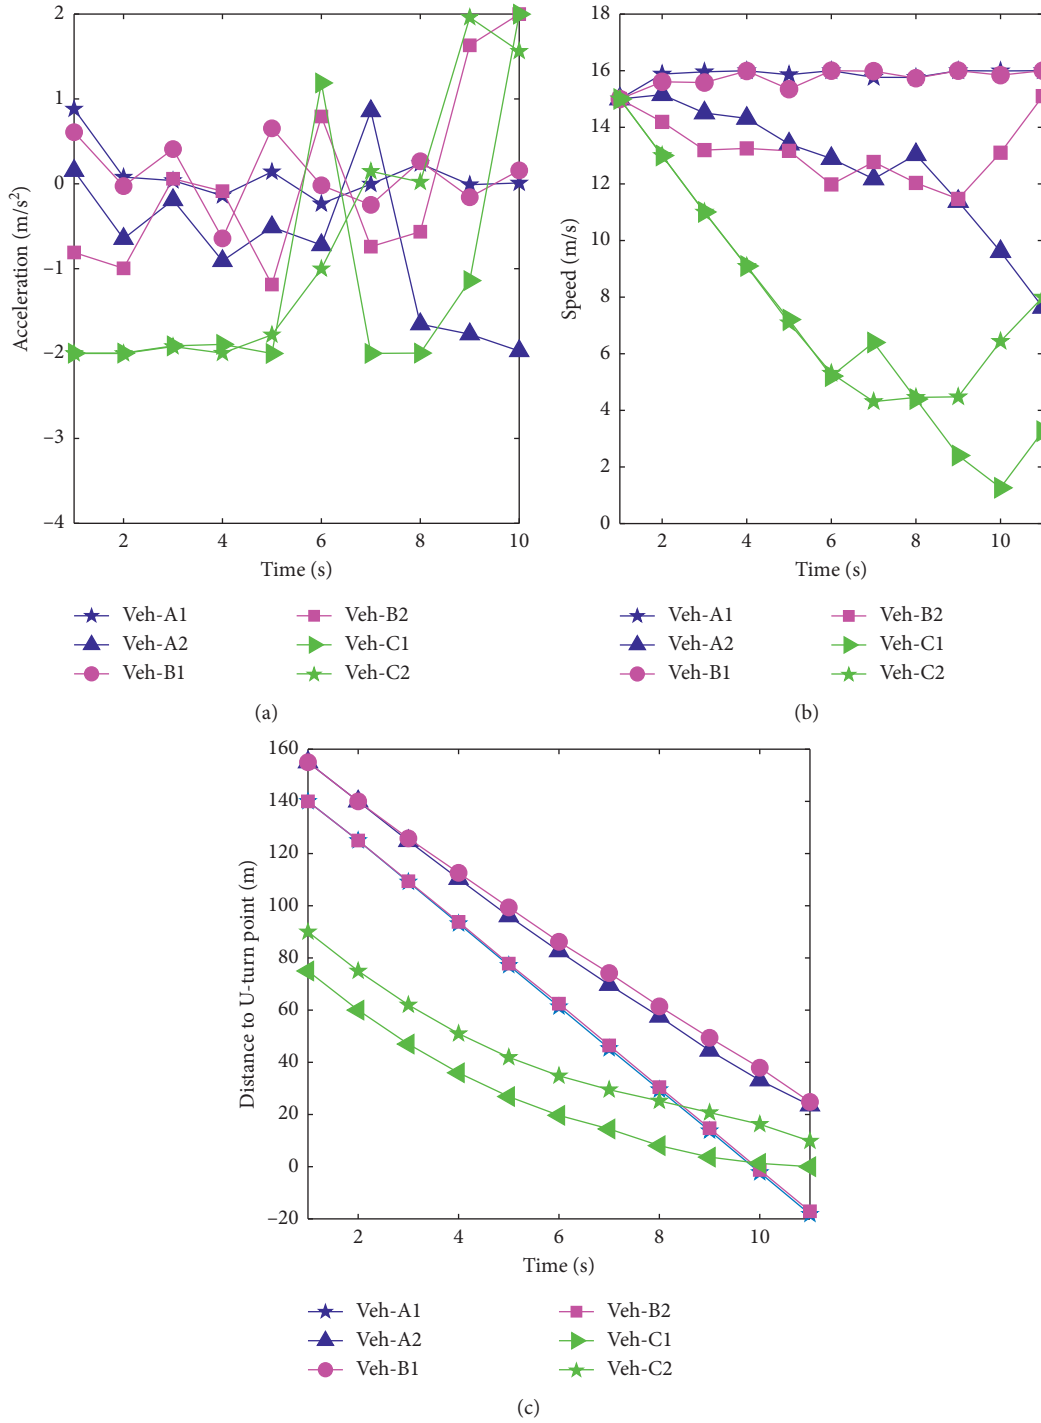 2
1
0
−1
−2
−3
−4
Acceleration (m/s²)
2 4 6 8 10
Time (s)
Veh-A1
Veh-A2
Veh-B1
Veh-B2
Veh-C1
Veh-C2
(a)
18
16
14
12
10
8
6
4
2
0
Speed (m/s)
2 4 6 8 10
Time (s)
Veh-A1
Veh-A2
Veh-B1
Veh-B2
Veh-C1
Veh-C2
(b)
160
140
120
100
80
60
40
20
0
−20
Distance to U-turn point (m)
2 4 6 8 10
Time (s)
Veh-A1
Veh-A2
Veh-B1
Veh-B2
Veh-C1
Veh-C2
(c)